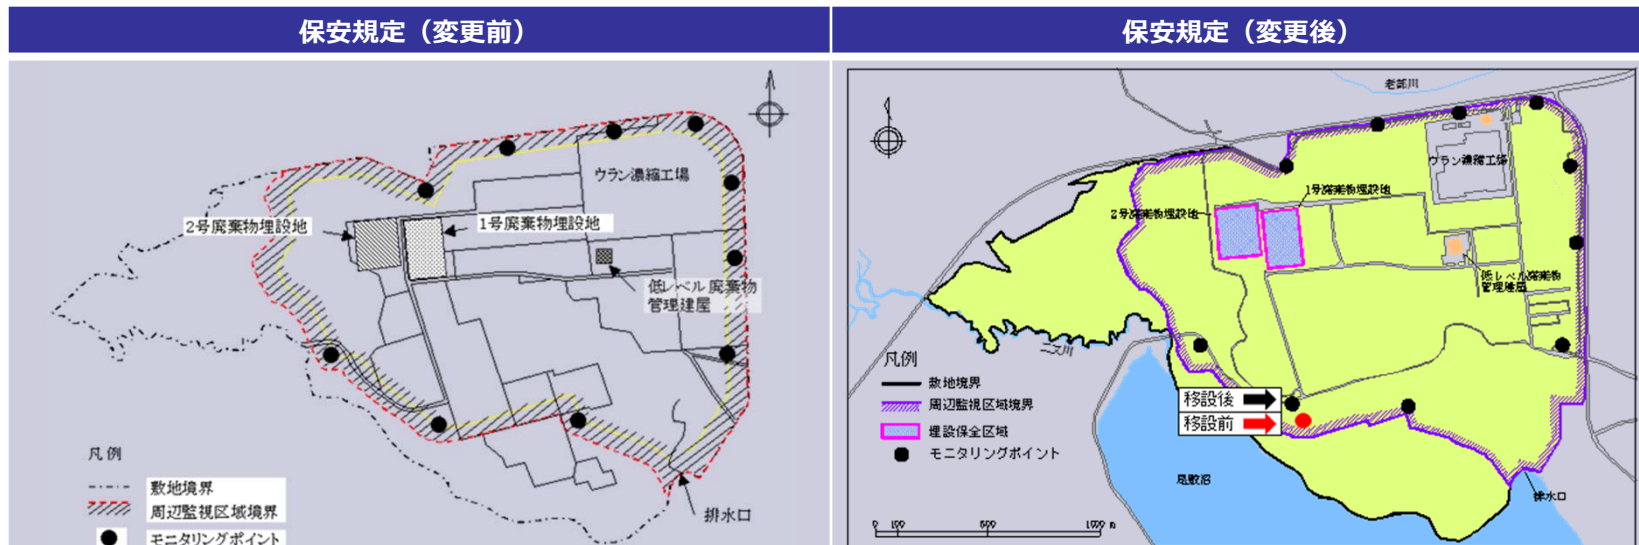 保安規定（変更前）
ウラン濃縮工場
2号廃棄物埋設地
1号廃棄物埋設地
低レベル廃棄物
管理建屋
凡例
敷地境界
周辺監視区域境界
モニタリングポイント
排水口
保安規定（変更後）
老部川
ウラン濃縮工場
1号廃棄物埋設地
2号廃棄物埋設地
低レベル廃棄物
管理建屋
二又川
凡例
敷地境界
周辺監視区域境界
埋設保全区域
モニタリングポイント
移設後
移設前
尾駮沼
排水口
0 100 500 1000 m